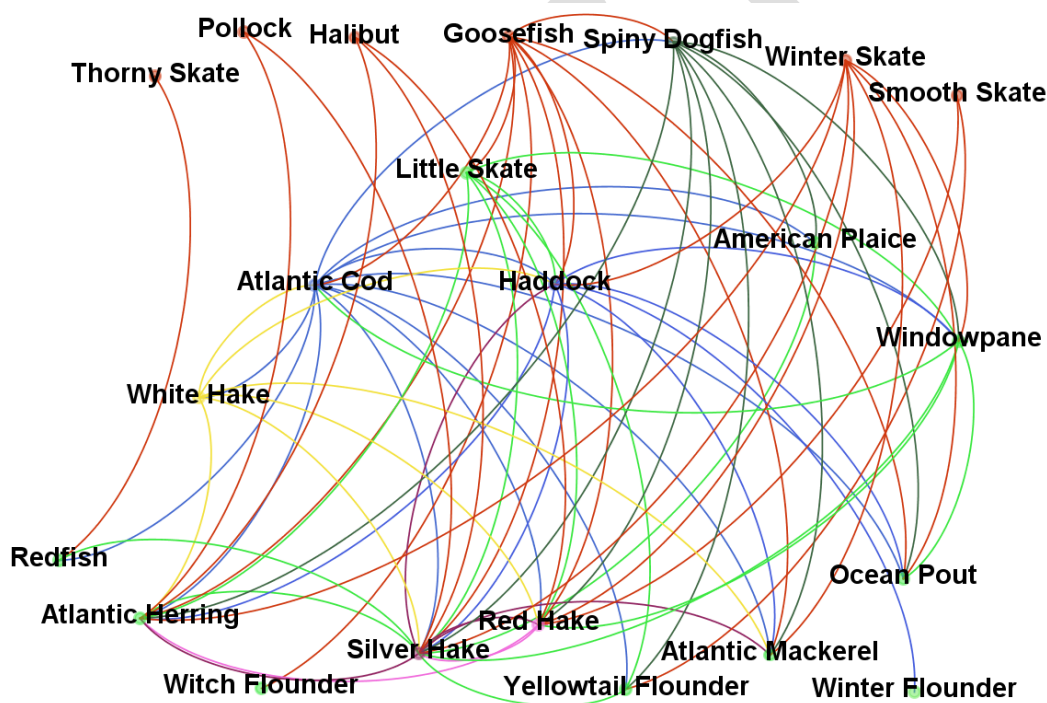 Pollock
Halibut
Goosefish
Spiny Dogfish
Winter Skate
Thorny Skate
Smooth Skate
Little Skate
American Plaice
Atlantic Cod
Haddock
Windowpane
White Hake
Redfish
Ocean Pout
Atlantic Herring
Red Hake
Silver Hake
Atlantic Mackerel
Witch Flounder
Yellowtail Flounder
Winter Flounder